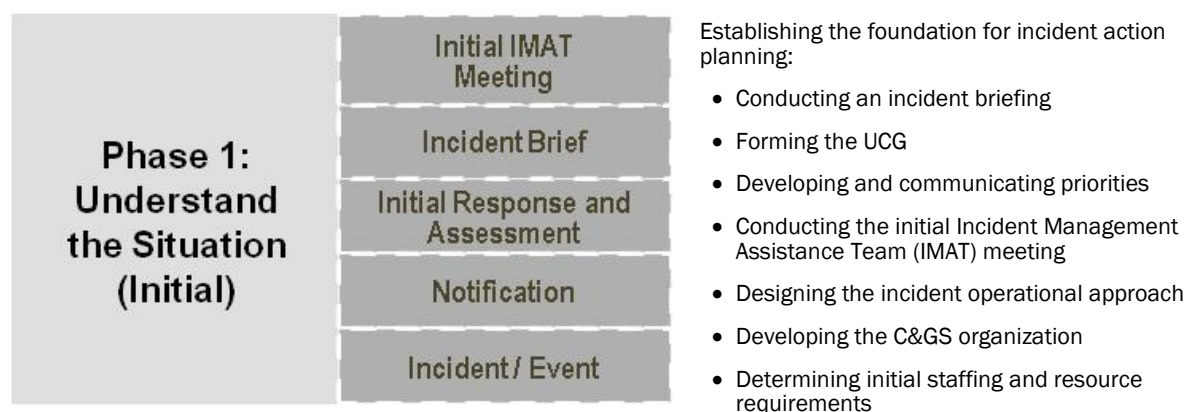 Phase 1:
Understand
the Situation
(Initial)
Initial IMAT
Meeting
Incident Brief
Initial Response and
Assessment
Notification
Incident / Event
Establishing the foundation for incident action
planning:
• Conducting an incident briefing
• Forming the UCG
• Developing and communicating priorities
• Conducting the initial Incident Management
Assistance Team (IMAT) meeting
• Designing the incident operational approach
• Developing the C&GS organization
• Determining initial staffing and resource
requirements